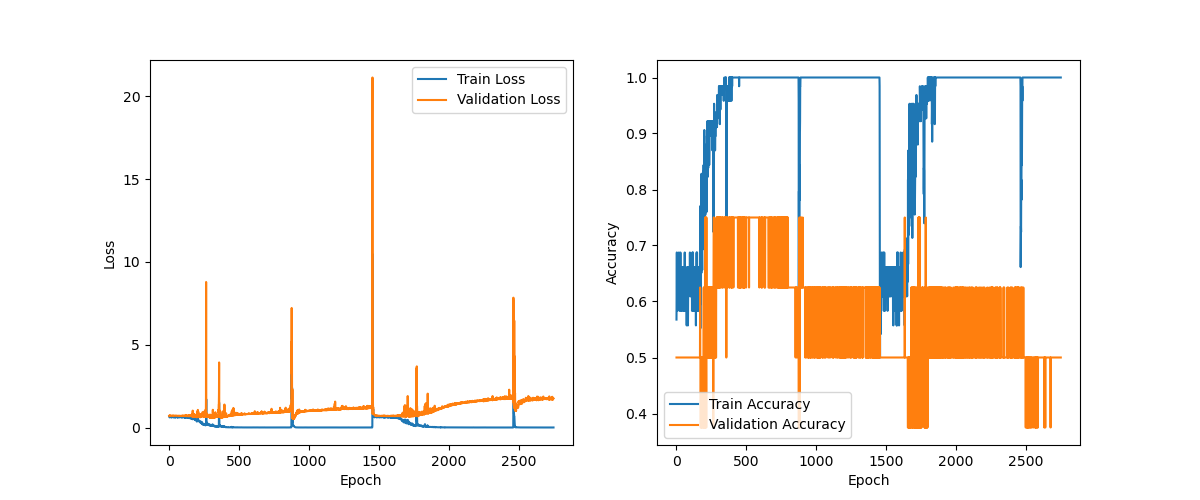 Train Loss
Validation Loss
20
15
10
5
0
Loss
0 500 1000 1500 2000 2500
Epoch
1.0
0.9
0.8
0.7
0.6
0.5
0.4
Accuracy
Train Accuracy
Validation Accuracy
0 500 1000 1500 2000 2500
Epoch